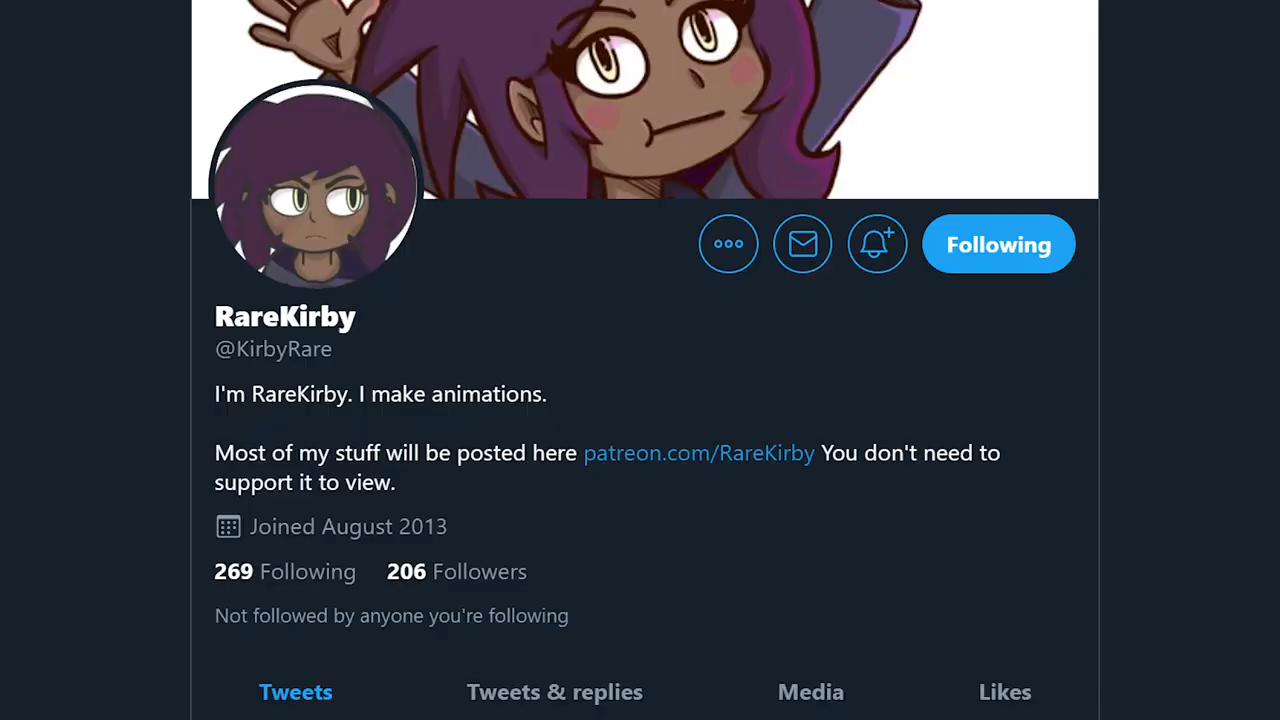 Following
RareKirby
@KirbyRare
I'm RareKirby. I make animations.
Most of my stuff will be posted here patreon.com/RareKirby You don't need to
support it to view.
Joined August 2013
269 Following 206 Followers
Not followed by anyone you're following
Tweets Tweets & replies Media Likes